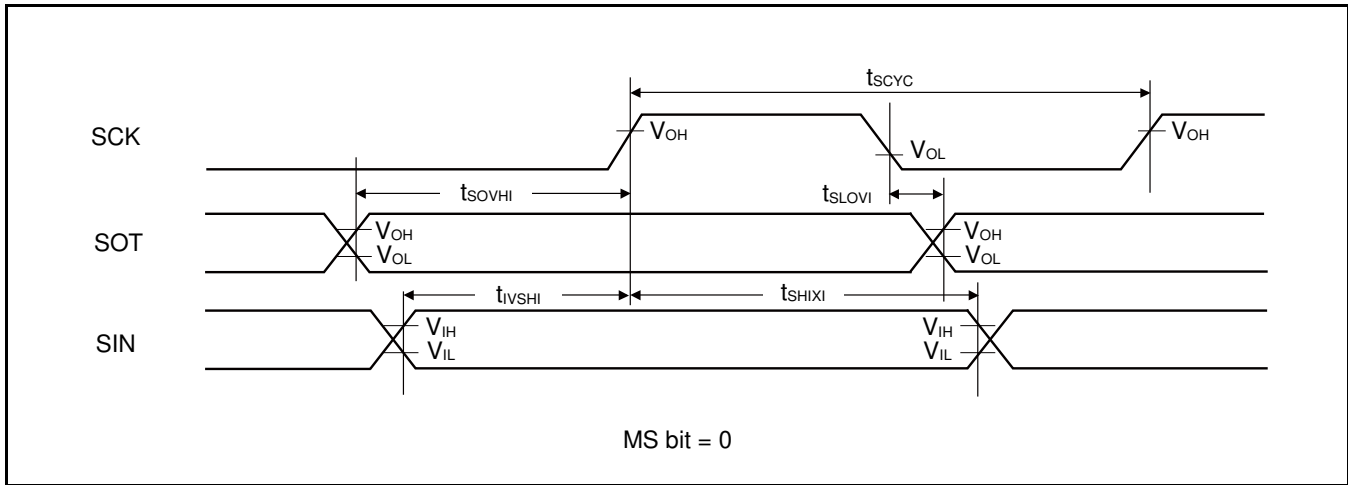 tSCYC
SCK
VOH
VOL
VOH
tSOVHI
tSLOVI
SOT
VOH
VOL
VOH
VOL
tIVSHI
tSHIXI
SIN
VIH
VIL
VIH
VIL
MS bit = 0